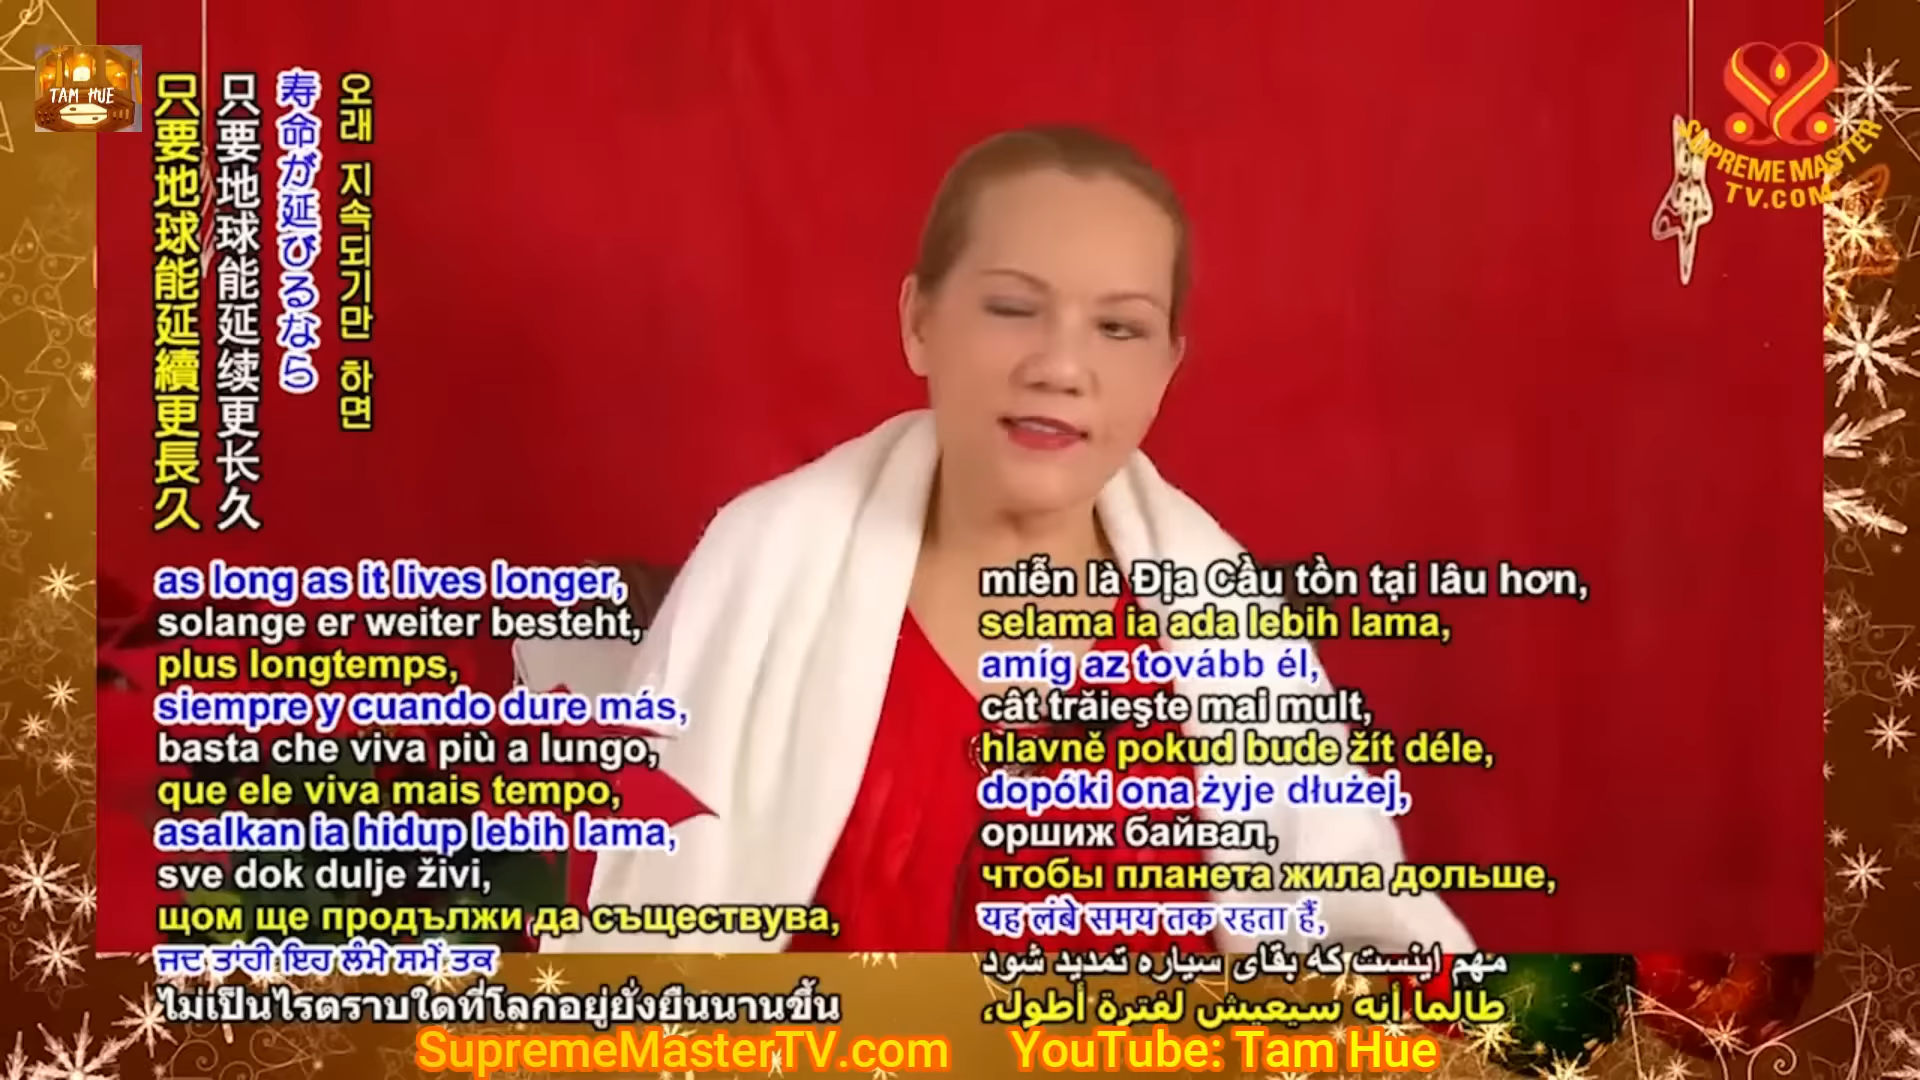 TAM HUE
SUPREME MASTER
TV.COM
오래 지속되기만 하면
寿命が延びるなら
只要地球能延续更长久
只要地球能延續更長久
as long as it lives longer,
solange er weiter besteht,
plus longtemps,
siempre y cuando dure más,
basta che viva più a lungo,
que ele viva mais tempo,
asalkan ia hidup lebih lama,
sve dok dulje živi,
щом ще продължи да съществува,
ਜਦ ਤਾਂਹੀ ਇਹ ਲੰਮੇ ਸਮੇਂ ਤਕ
ไม่เป็นไรตราบใดที่โลกอยู่ยั่งยืนนานขึ้น
miễn là Địa Cầu tồn tại lâu hơn,
selama ia ada lebih lama,
amíg az tovább él,
cât trăieşte mai mult,
hlavně pokud bude žít déle,
dopóki ona żyje dłużej,
оршиж байвал,
чтобы планета жила дольше,
यह लंबे समय तक रहता हैं,
مهم اینست که بقای سیاره تمدید شود
طالما أنه سيعيش لفترة أطول،
SupremeMasterTV.com YouTube: Tam Hue